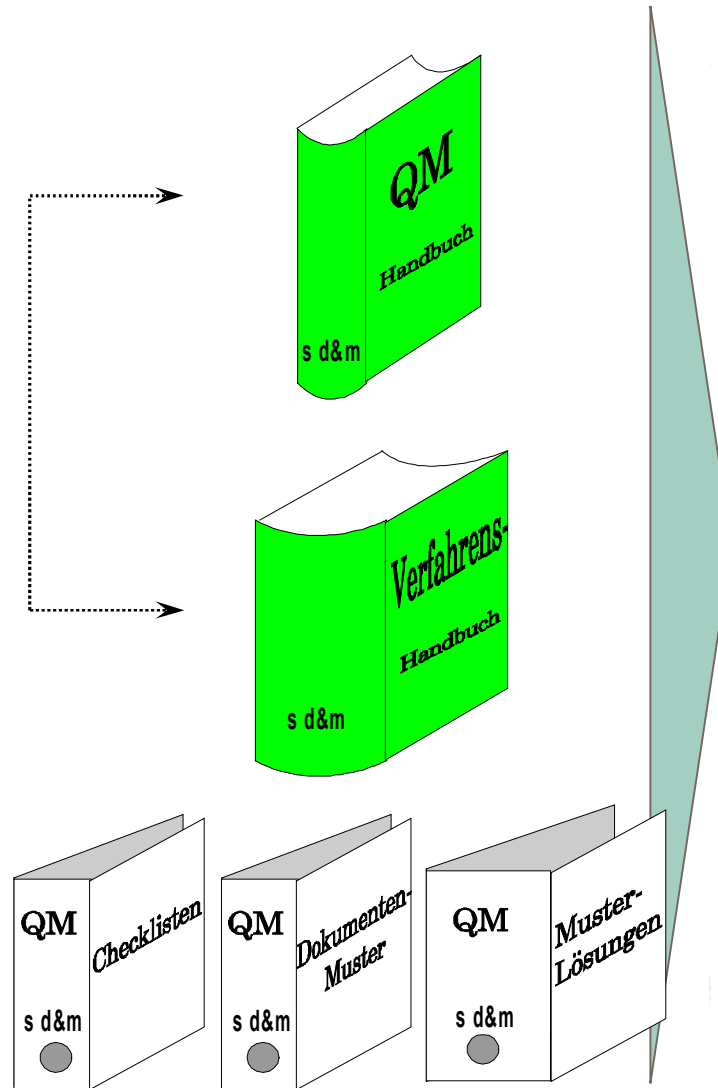 QM
Handbuch
s d&m
Verfahrens-
Handbuch
s d&m
QM
Checklisten
s d&m
QM
Dokumenten-
Muster
s d&m
QM
Muster-
Lösungen
s d&m